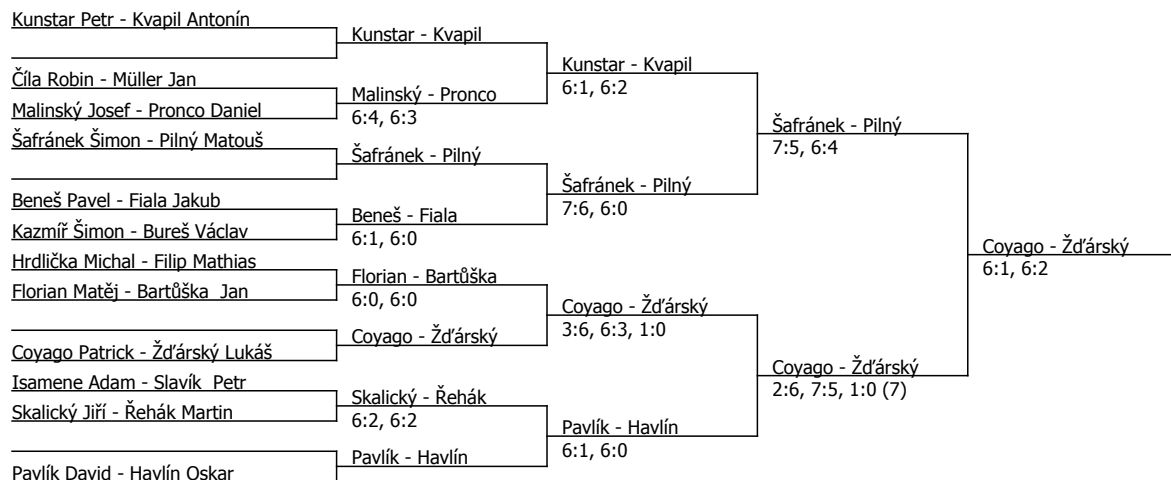 Kunstar Petr - Kvapil Antonín
Čîla Robin - Müller Jan
Malinský Josef - Pronco Daniel
Šafránek Šimon - Pilný Matouš
Beneš Pavel - Fiala Jakub
Kazmíř Šimon - Bureš Václav
Hrdlička Michal - Filip Mathias
Florian Matěj - Bartůška Jan
Coyago Patrick - Žďárský Lukáš
Isamene Adam - Slavík Petr
Skalický Jiří - Řehák Martin
Pavlík David - Havlín Oskar
Kunstar - Kvapil
Malinský - Pronco
6:4, 6:3
Šafránek - Pilný
Beneš - Fiala
6:1, 6:0
Florian - Bartůška
6:0, 6:0
Coyago - Žďárský
Skalický - Řehák
6:2, 6:2
Pavlík - Havlín
Kunstar - Kvapil
6:1, 6:2
Šafránek - Pilný
7:6, 6:0
Coyago - Žďárský
3:6, 6:3, 1:0
Pavlík - Havlín
6:1, 6:0
Šafránek - Pilný
7:5, 6:4
Coyago - Žďárský
2:6, 7:5, 1:0 (7)
Coyago - Žďárský
6:1, 6:2